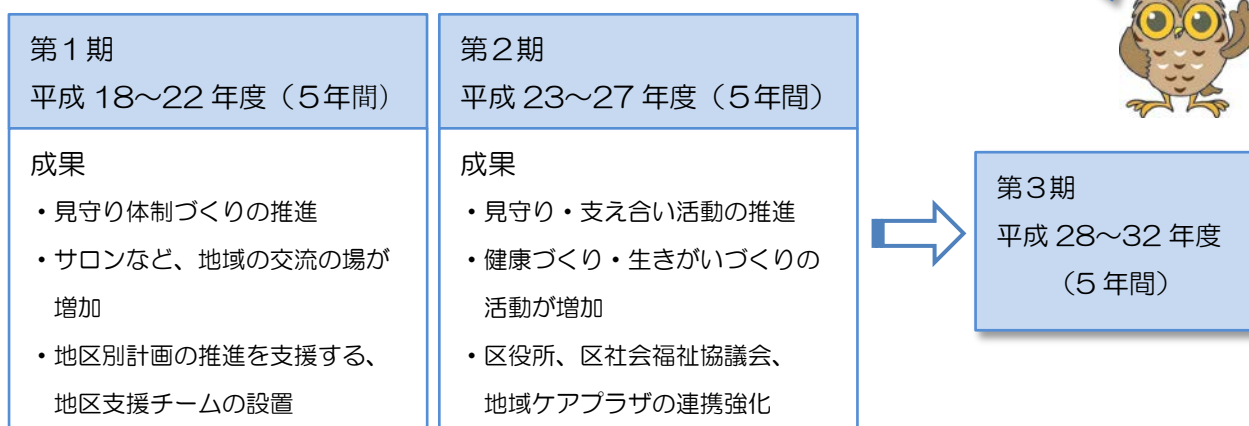 第1期
平成 18~22 年度(5年間)
成果
・見守り体制づくりの推進
・サロンなど、地域の交流の場が
増加
・地区別計画の推進を支援する、
地区支援チームの設置
第2期
平成 23~27 年度(5年間)
成果
・見守り・支え合い活動の推進
・健康づくり・生きがいづくりの
活動が増加
・区役所、区社会福祉協議会、
地域ケアプラザの連携強化
第3期
平成 28~32 年度
(5 年間)